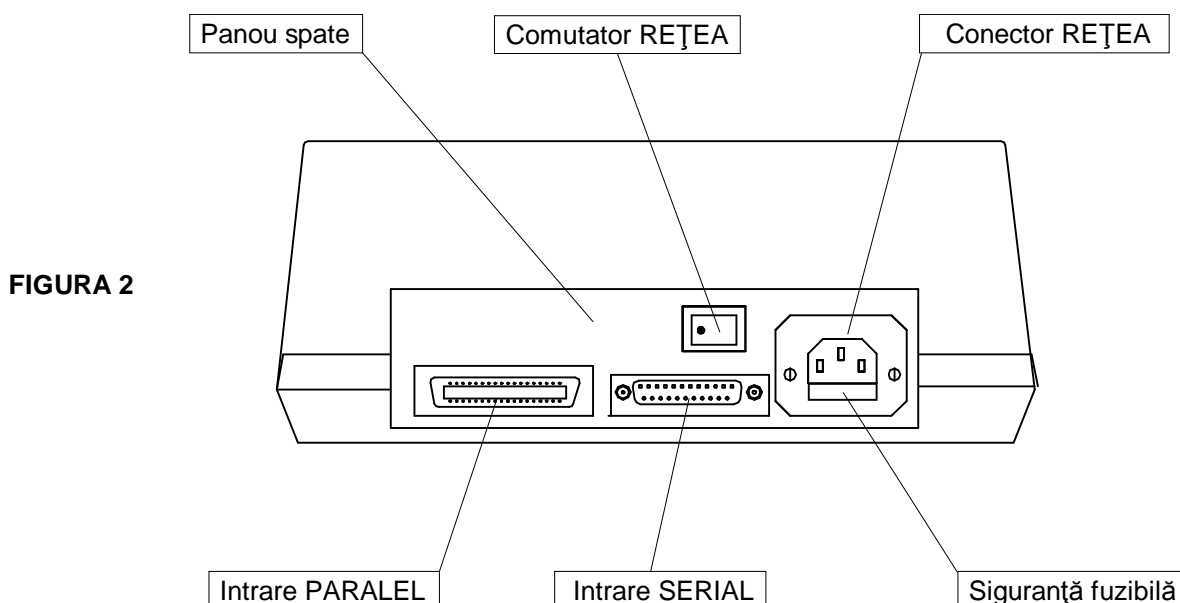 Panou spate
Comutator REŢEA
Conector REŢEA
FIGURA 2
Intrare PARALEL
Intrare SERIAL
Siguranţă fuzibilă